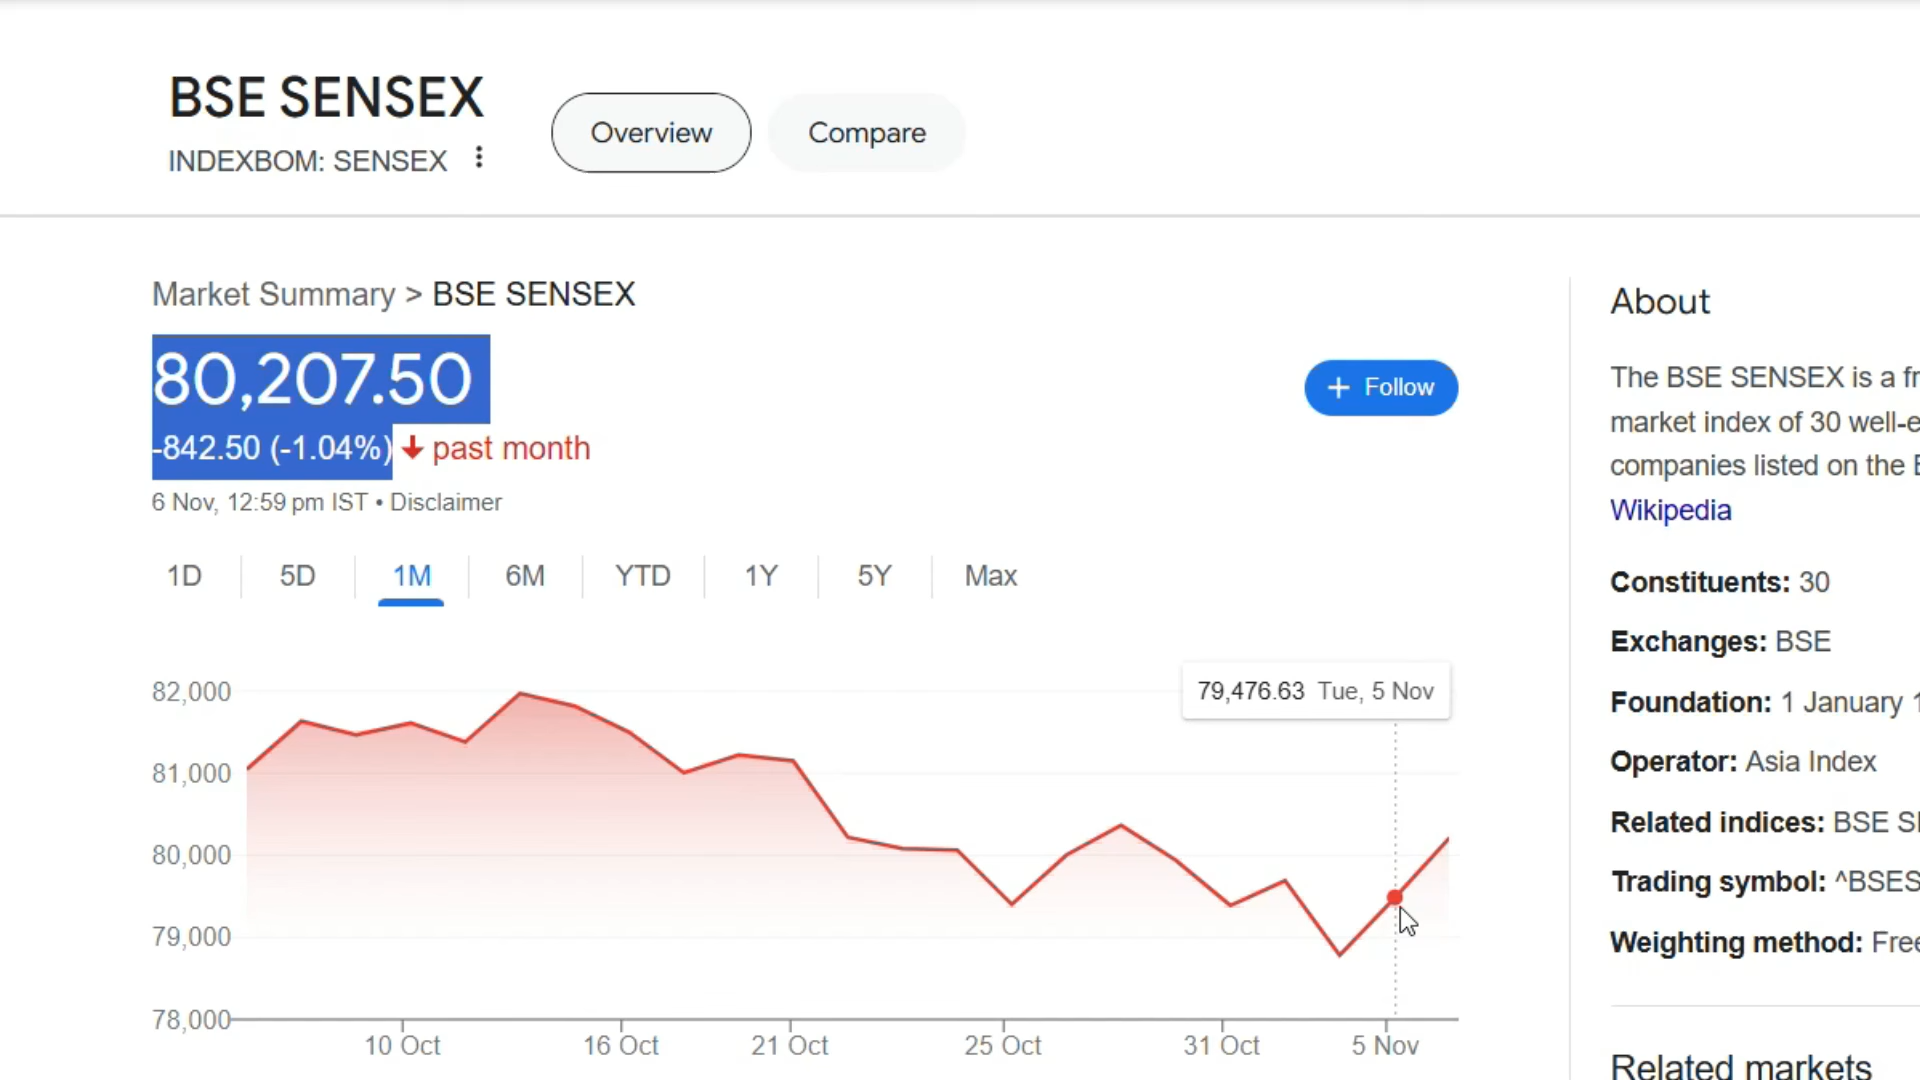 BSE SENSEX
INDEXBOM: SENSEX
Overview
Compare
Market Summary > BSE SENSEX
80,207.50
-842.50 (-1.04%) ↓ past month
6 Nov, 12:59 pm IST • Disclaimer
+ Follow
1D 5D 1M 6M YTD 1Y 5Y Max
79,476.63 Tue, 5 Nov
82,000
81,000
80,000
79,000
78,000
10 Oct 16 Oct 21 Oct 25 Oct 31 Oct 5 Nov
About
The BSE SENSEX is a
market index of 30
companies listed on the
Wikipedia
Constituents: 30
Exchanges: BSE
Foundation: 1 January
Operator: Asia Index
Related indices: BSE
Trading symbol: ^BSES
Weighting method:
Related markets